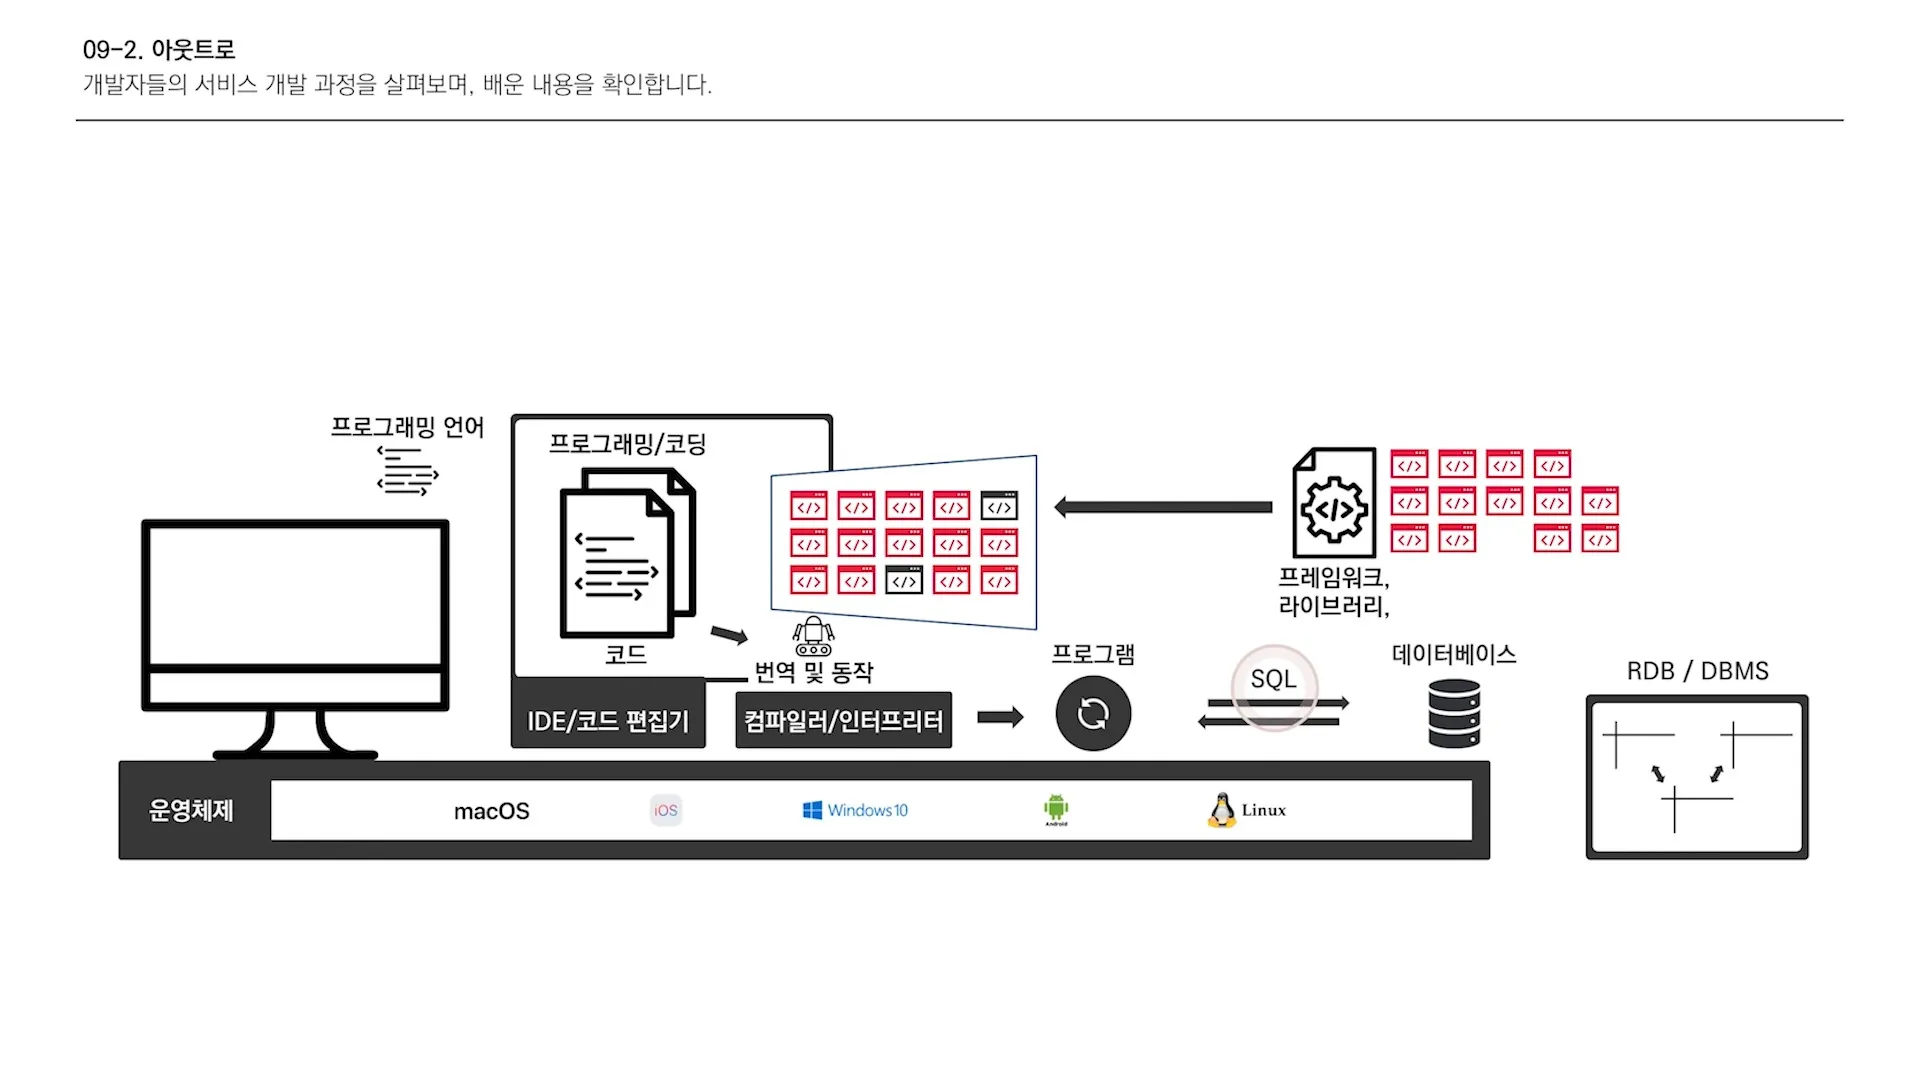 09-2. 아웃트로
개발자들의 서비스 개발 과정을 살펴보며, 배운 내용을 확인합니다.
프로그래밍 언어
프로그래밍/코딩
코드
번역 및 동작
IDE/코드 편집기
컴파일러/인터프리터
프로그램
프레임워크,
라이브러리,
SQL
데이터베이스
RDB / DBMS
운영체제
macOS
iOS
Windows10
Android
Linux